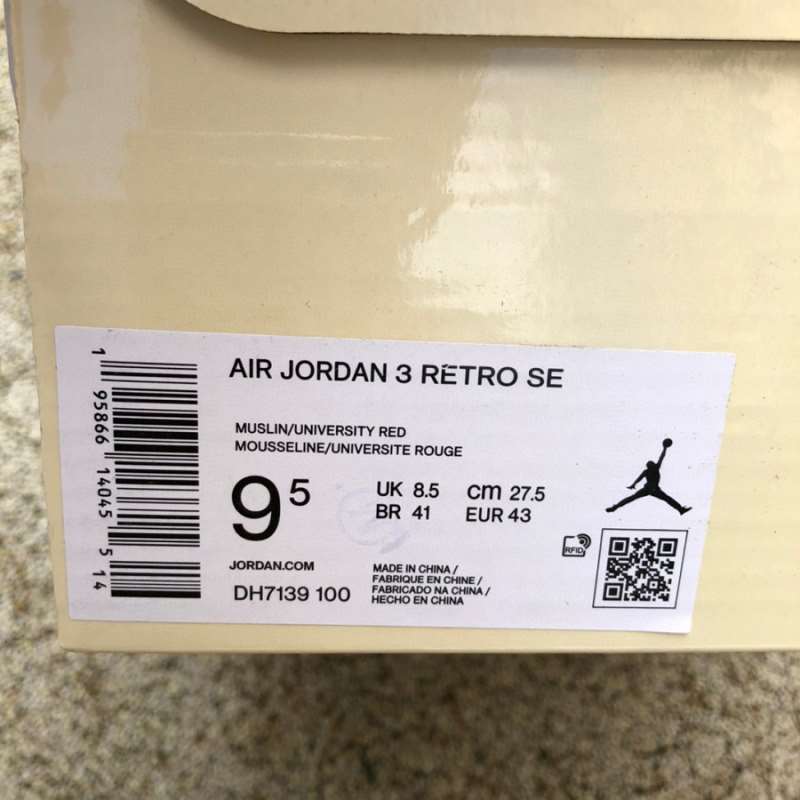 AIR JORDAN 3 RETRO SE
MUSLIN/UNIVERSITY RED
MOUSSELINE/UNIVERSITE ROUGE
9 5
UK 8.5 cm 27.5
BR 41 EUR 43
JORDAN.COM
DH7139 100
MADE IN CHINA /
FABRIQUE EN CHINE /
FABRICADO NA CHINA /
HECHO EN CHINA
RFID
1 95866 14045 5 14